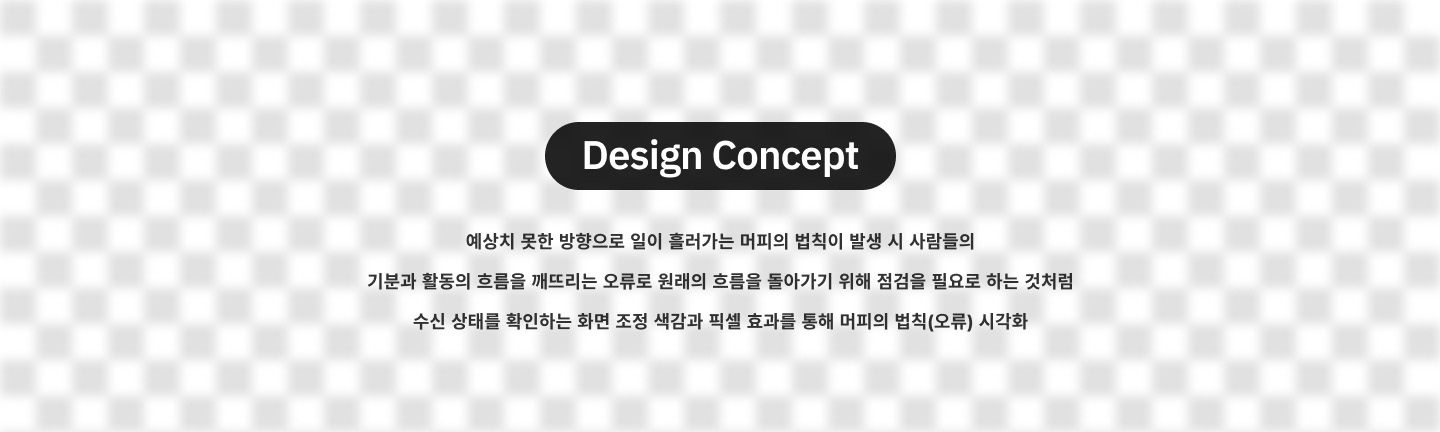 Design Concept
예상치 못한 방향으로 일이 흘러가는 머피의 법칙이 발생 시 사람들의
기분과 활동의 흐름을 깨뜨리는 오류로 원래의 흐름을 돌아가기 위해 점검을 필요로 하는 것처럼
수신 상태를 확인하는 화면 조정 색감과 픽셀 효과를 통해 머피의 법칙(오류) 시각화